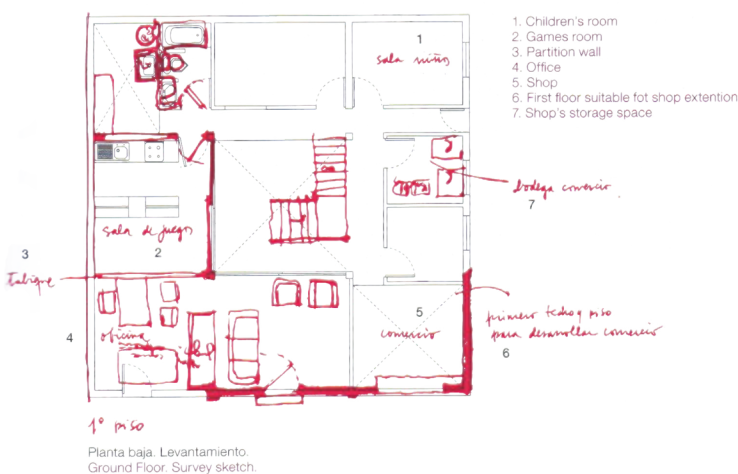 1. Children's room
2. Games room
3. Partition wall
4. Office
5. Shop
6. First floor suitable fot shop extention
7. Shop's storage space
1
sala niños
bodega comercio
7
sala de juegos
2
3
tabique
5
comercio
primero techo y piso
para desarrollar comercio
6
4
oficina
1º piso
Planta baja. Levantamiento.
Ground Floor. Survey sketch.